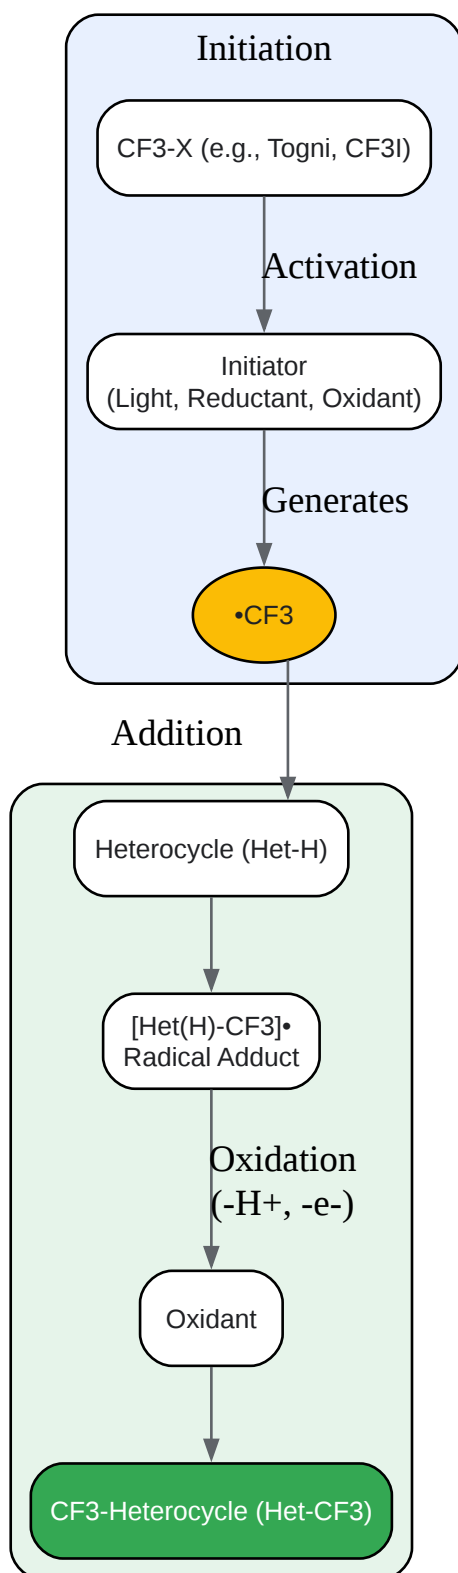 Initiation
CF3-X (e.g., Togni, CF3I)
Activation
Initiator
(Light, Reductant, Oxidant)
Generates
•CF3
Addition
Heterocycle (Het-H)
[Het(H)-CF3]•
Radical Adduct
Oxidation
(-H+, -e-)
Oxidant
CF3-Heterocycle (Het-CF3)